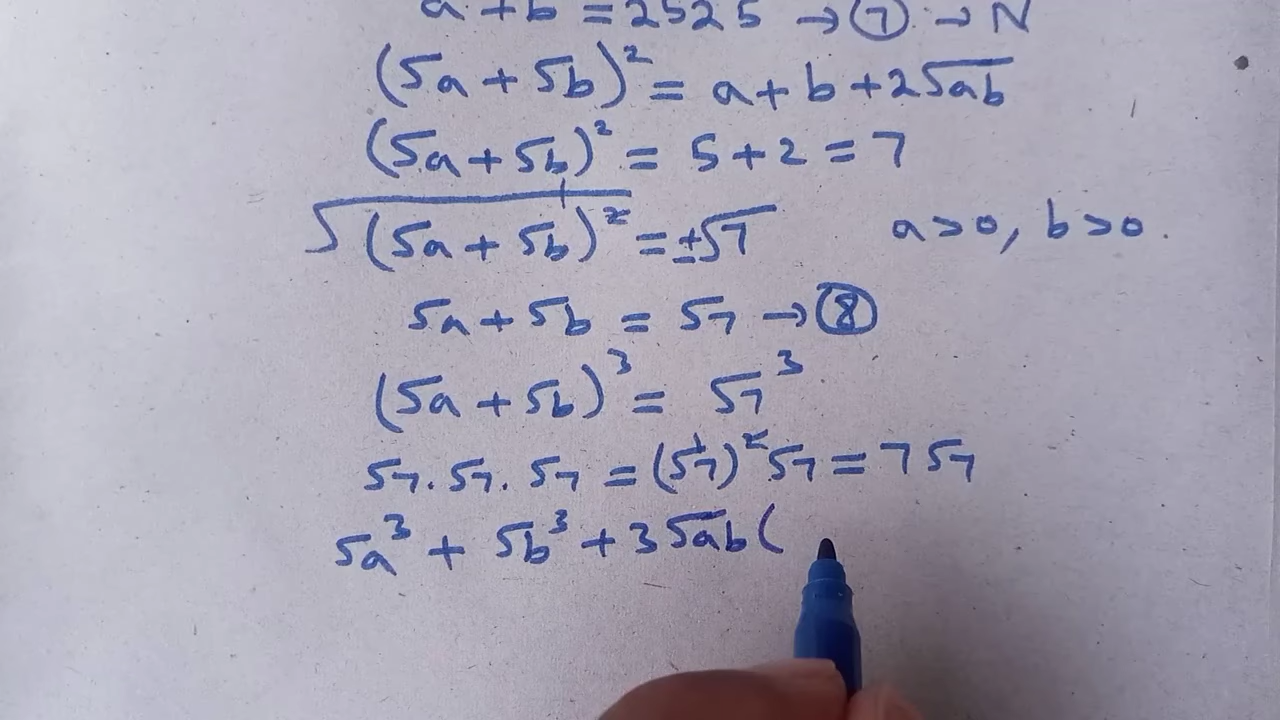 a + b = 2525 → ⑦ → N
(√a + √b)² = a + b + 2√ab
(√a + √b)² = 5 + 2 = 7
√(√a + √b)² = ±√7 a>0, b>0.
√a + √b = √7 → ⑧
(√a + √b)³ = √7³
√7 . √7 . √7 = (√7)² √7 = 7√7
√a³ + √b³ + 3√ab (